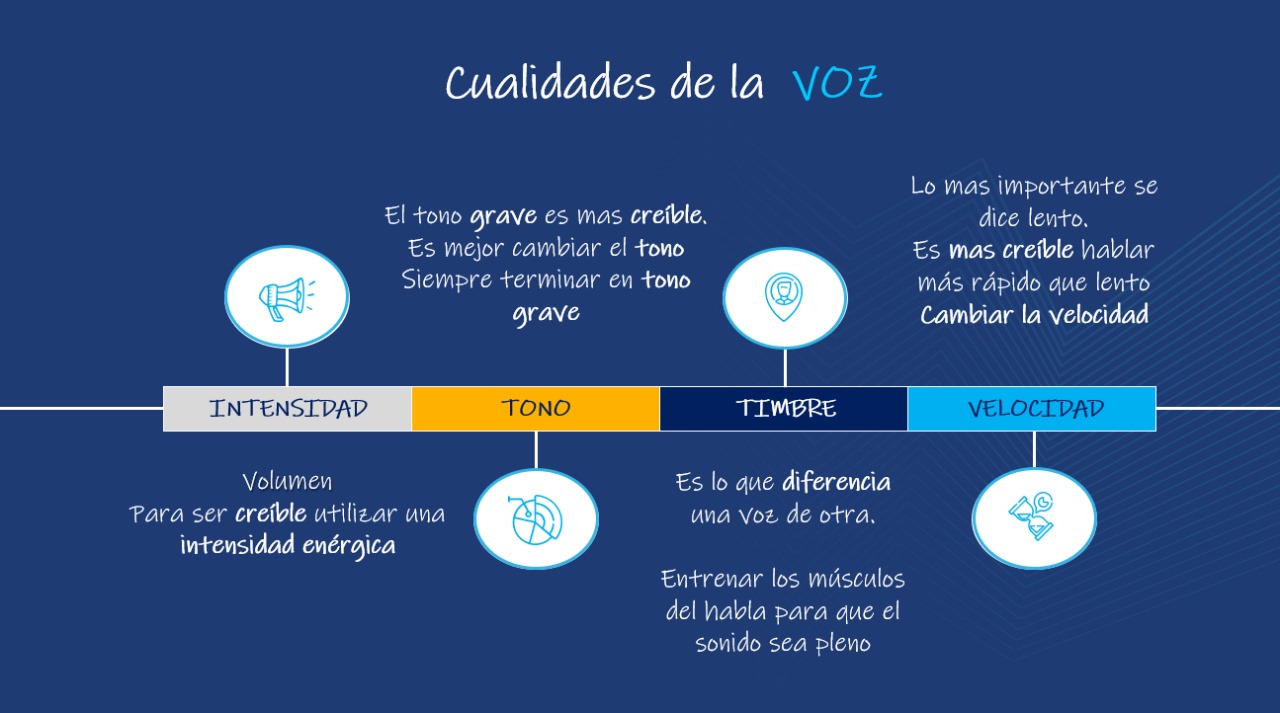 Cualidades de la VOZ
El tono grave es mas creíble.
Es mejor cambiar el tono
Siempre terminar en tono
grave
Lo mas importante se
dice lento.
Es mas creíble hablar
más rápido que lento
Cambiar la velocidad
INTENSIDAD
TONO
TIMBRE
VELOCIDAD
Volumen
Para ser creíble utilizar una
intensidad enérgica
Es lo que diferencia
una voz de otra.
Entrenar los músculos
del habla para que el
sonido sea pleno